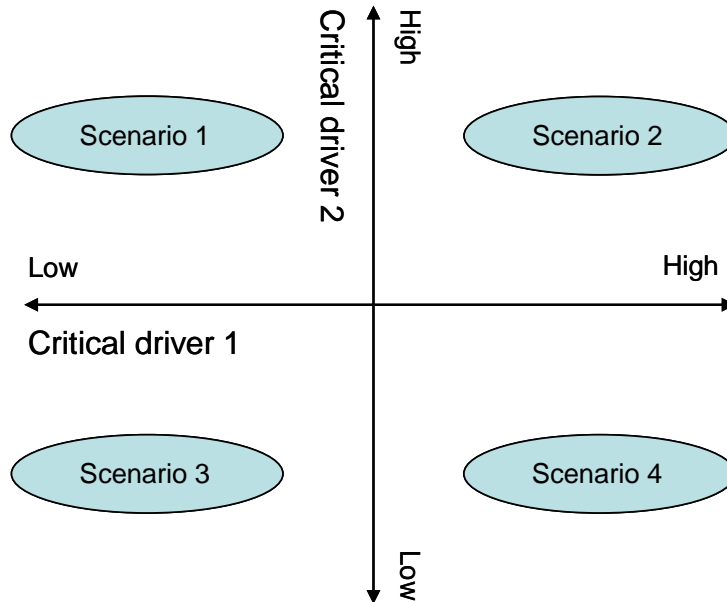 Critical driver 2
High
Scenario 1
Scenario 2
Low
High
Critical driver 1
Scenario 3
Scenario 4
Low